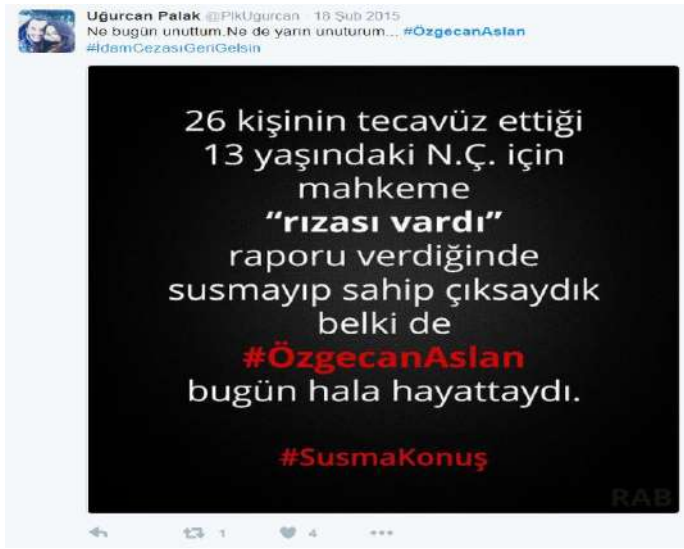 Uğurcan Palak @PlkUgurcan · 18 Şub 2015
Ne bugün unuttum.Ne de yarın unuturum... #ÖzgecanAslan
#İdamCezasıGeriGelsin
26 kişinin tecavüz ettiği
13 yaşındaki N.Ç. için
mahkeme
“rızası vardı”
raporu verdiğinde
susmayıp sahip çıksaydık
belki de
#ÖzgecanAslan
bugün hala hayattaydı.
#SusmaKonuş
RAB
1 4